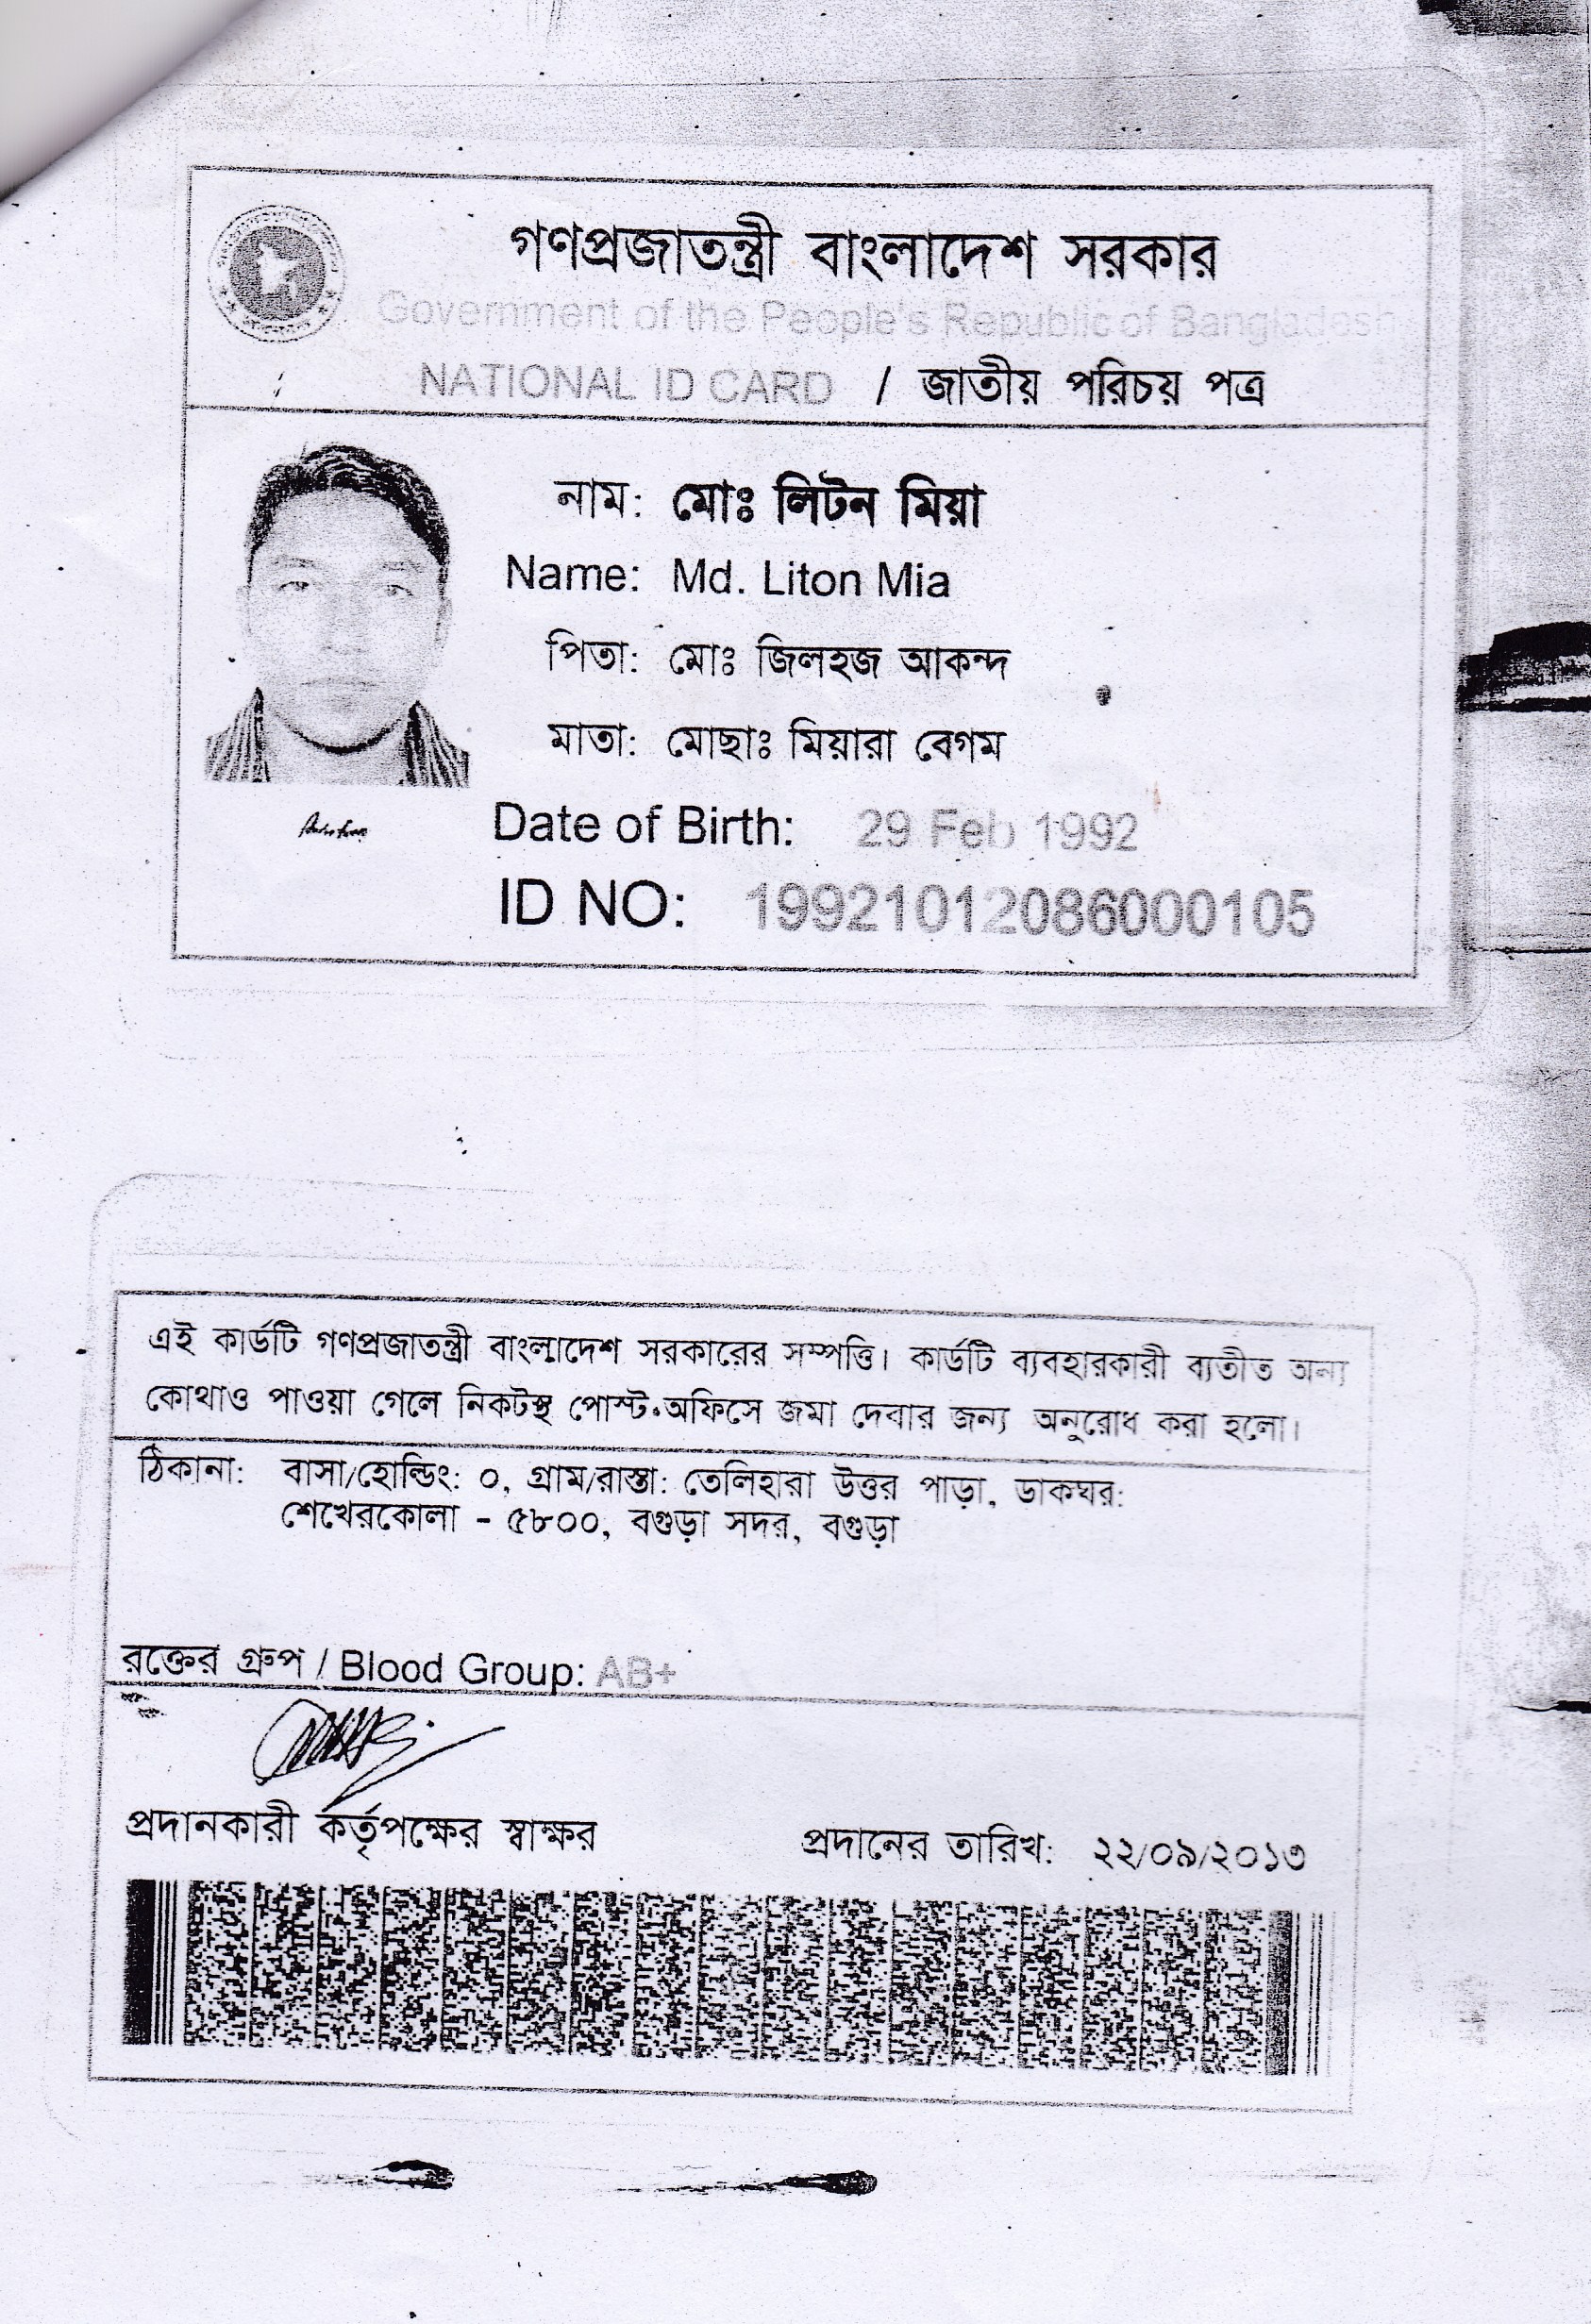 গণপ্রজাতন্ত্রী বাংলাদেশ সরকার
Government of the People's Republic of Bangladesh
NATIONAL ID CARD / জাতীয় পরিচয় পত্র
নাম: মোঃ লিটন মিয়া
Name: Md. Liton Mia
পিতা: মোঃ জিলহজ আকন্দ
মাতা: মোছাঃ মিয়ারা বেগম
Date of Birth: 29 Feb 1992
ID NO: 19921012086000105
এই কার্ডটি গণপ্রজাতন্ত্রী বাংলাদেশ সরকারের সম্পত্তি। কার্ডটি ব্যবহারকারী ব্যতীত অন্য
কোথাও পাওয়া গেলে নিকটস্থ পোস্ট অফিসে জমা দেবার জন্য অনুরোধ করা হলো।
ঠিকানা: বাসা/হোল্ডিং: ০, গ্রাম/রাস্তা: তেলিহারা উত্তর পাড়া, ডাকঘর:
শেখেরকোলা - ৫৮০০, বগুড়া সদর, বগুড়া
রক্তের গ্রুপ / Blood Group: AB+
প্রদানকারী কর্তৃপক্ষের স্বাক্ষর প্রদানের তারিখ: ২২/০৯/২০১৩